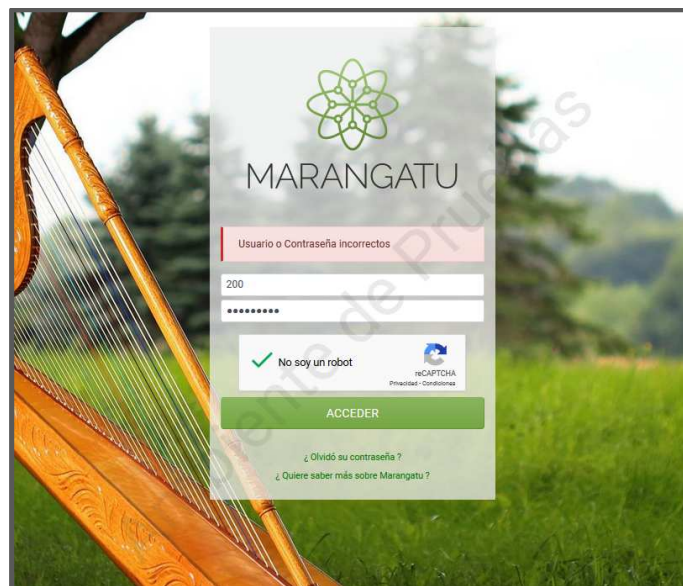 MARANGATU
Usuario o Contraseña incorrectos
200
No soy un robot
reCAPTCHA
Privacidad - Condiciones
ACCEDER
¿ Olvidó su contraseña ?
¿ Quiere saber más sobre Marangatu ?
de Pruebas